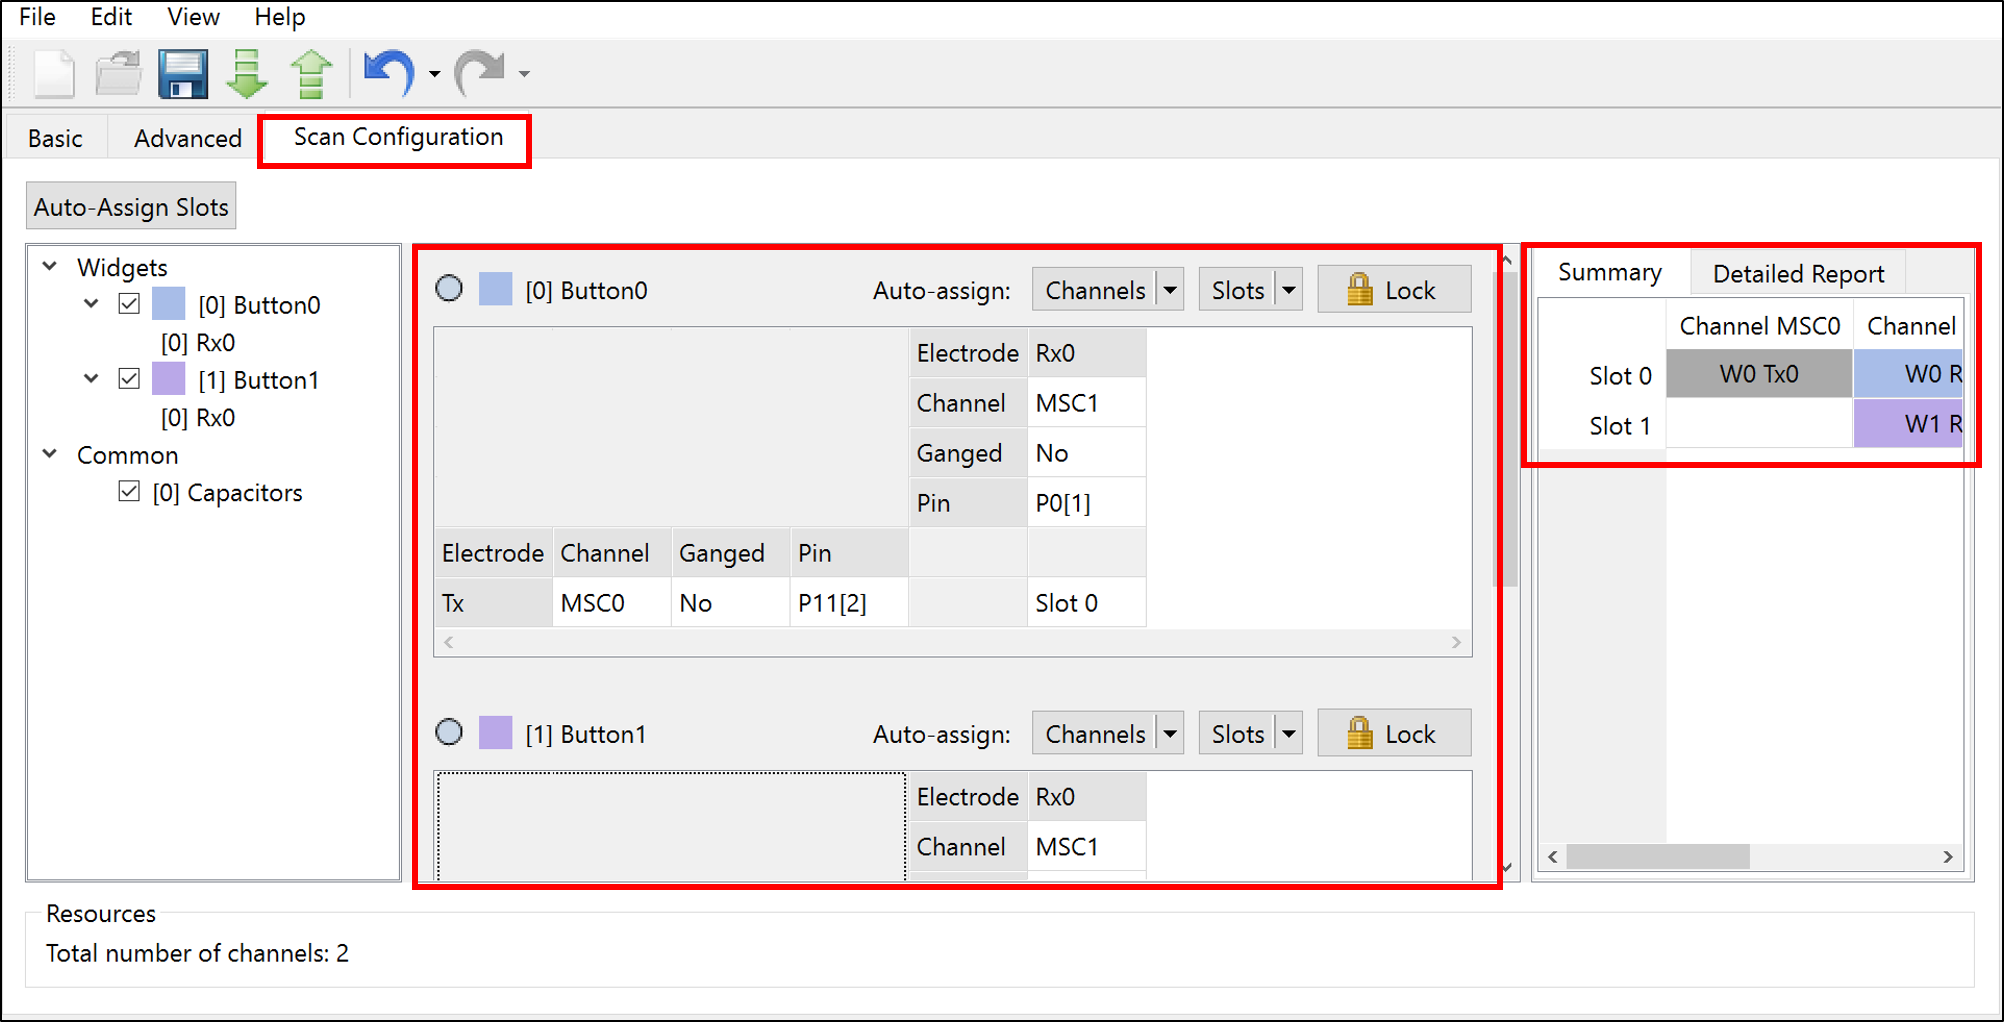 File Edit View Help
Basic Advanced Scan Configuration
Auto-Assign Slots
Widgets
[0] Button0
[0] Rx0
[1] Button1
[0] Rx0
Common
[0] Capacitors
[0] Button0 Auto-assign: Channels Slots Lock
Electrode Rx0
Channel MSC1
Ganged No
Pin P0[1]
Electrode Channel Ganged Pin
Tx MSC0 No P11[2] Slot 0
[1] Button1 Auto-assign: Channels Slots Lock
Electrode Rx0
Channel MSC1
Summary Detailed Report
Channel MSC0 Channel
Slot 0 W0 Tx0 W0 R
Slot 1 W1 R
Resources
Total number of channels: 2